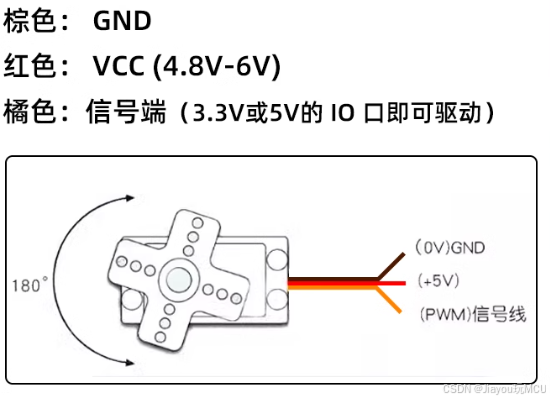 棕色： GND
红色： VCC (4.8V-6V)
橘色：信号端（3.3V或5V的 IO 口即可驱动）
180°
(0V)GND
(+5V)
(PWM)信号线
CSDN @Jiayou玩MCU